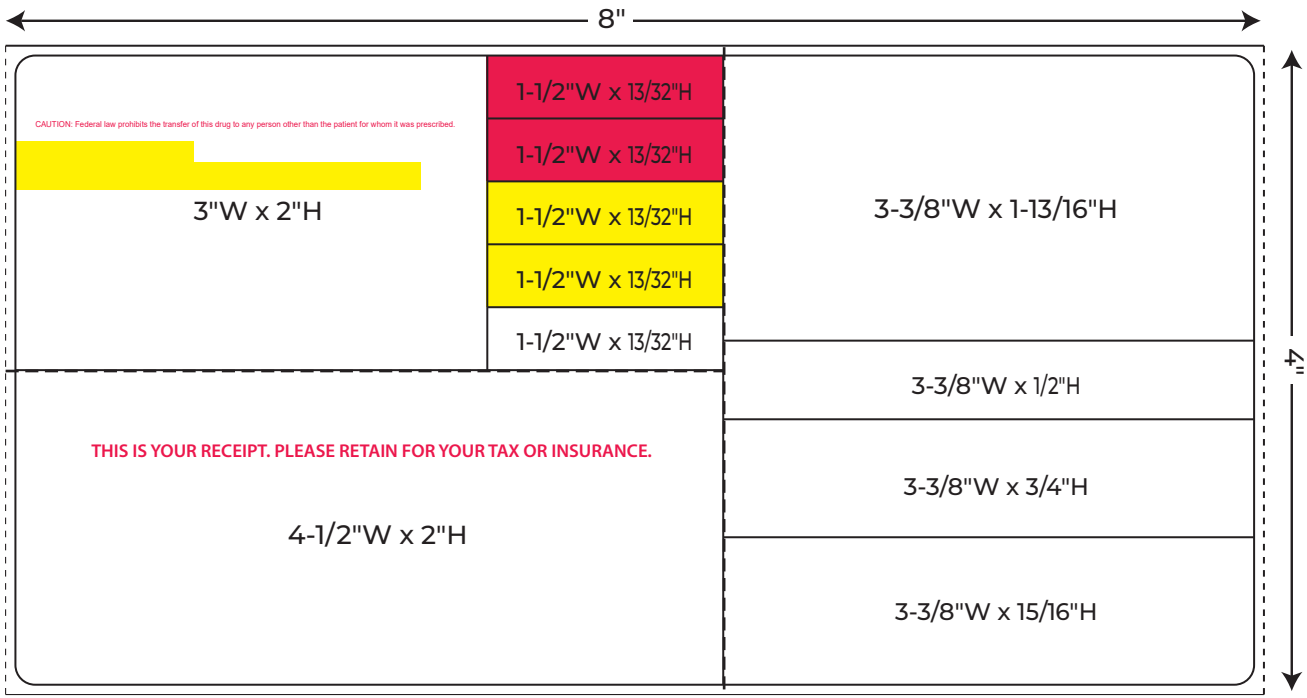 8"
CAUTION: Federal law prohibits the transfer of this drug to any person other than the patient for whom it was prescribed.
3"W x 2"H
1-1/2"W x 13/32"H
1-1/2"W x 13/32"H
1-1/2"W x 13/32"H
1-1/2"W x 13/32"H
1-1/2"W x 13/32"H
3-3/8"W x 1-13/16"H
3-3/8"W x 1/2"H
3-3/8"W x 3/4"H
3-3/8"W x 15/16"H
4"
THIS IS YOUR RECEIPT. PLEASE RETAIN FOR YOUR TAX OR INSURANCE.
4-1/2"W x 2"H